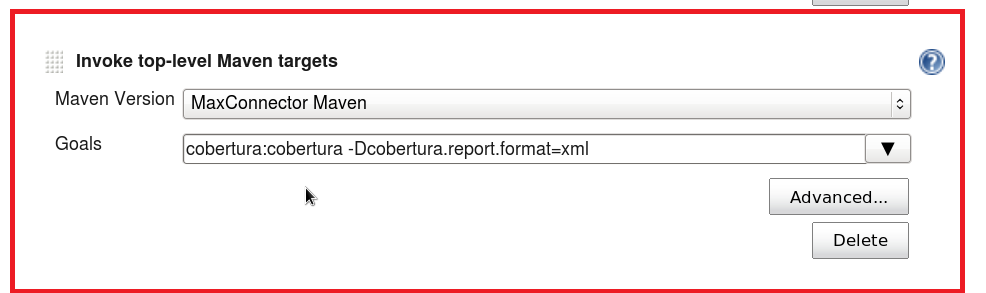 Invoke top-level Maven targets
?
Maven Version MaxConnector Maven
Goals cobertura:cobertura -Dcobertura.report.format=xml
Advanced...
Delete